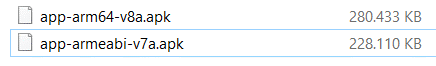 app-arm64-v8a.apk 280.433 KB
app-armeabi-v7a.apk 228.110 KB